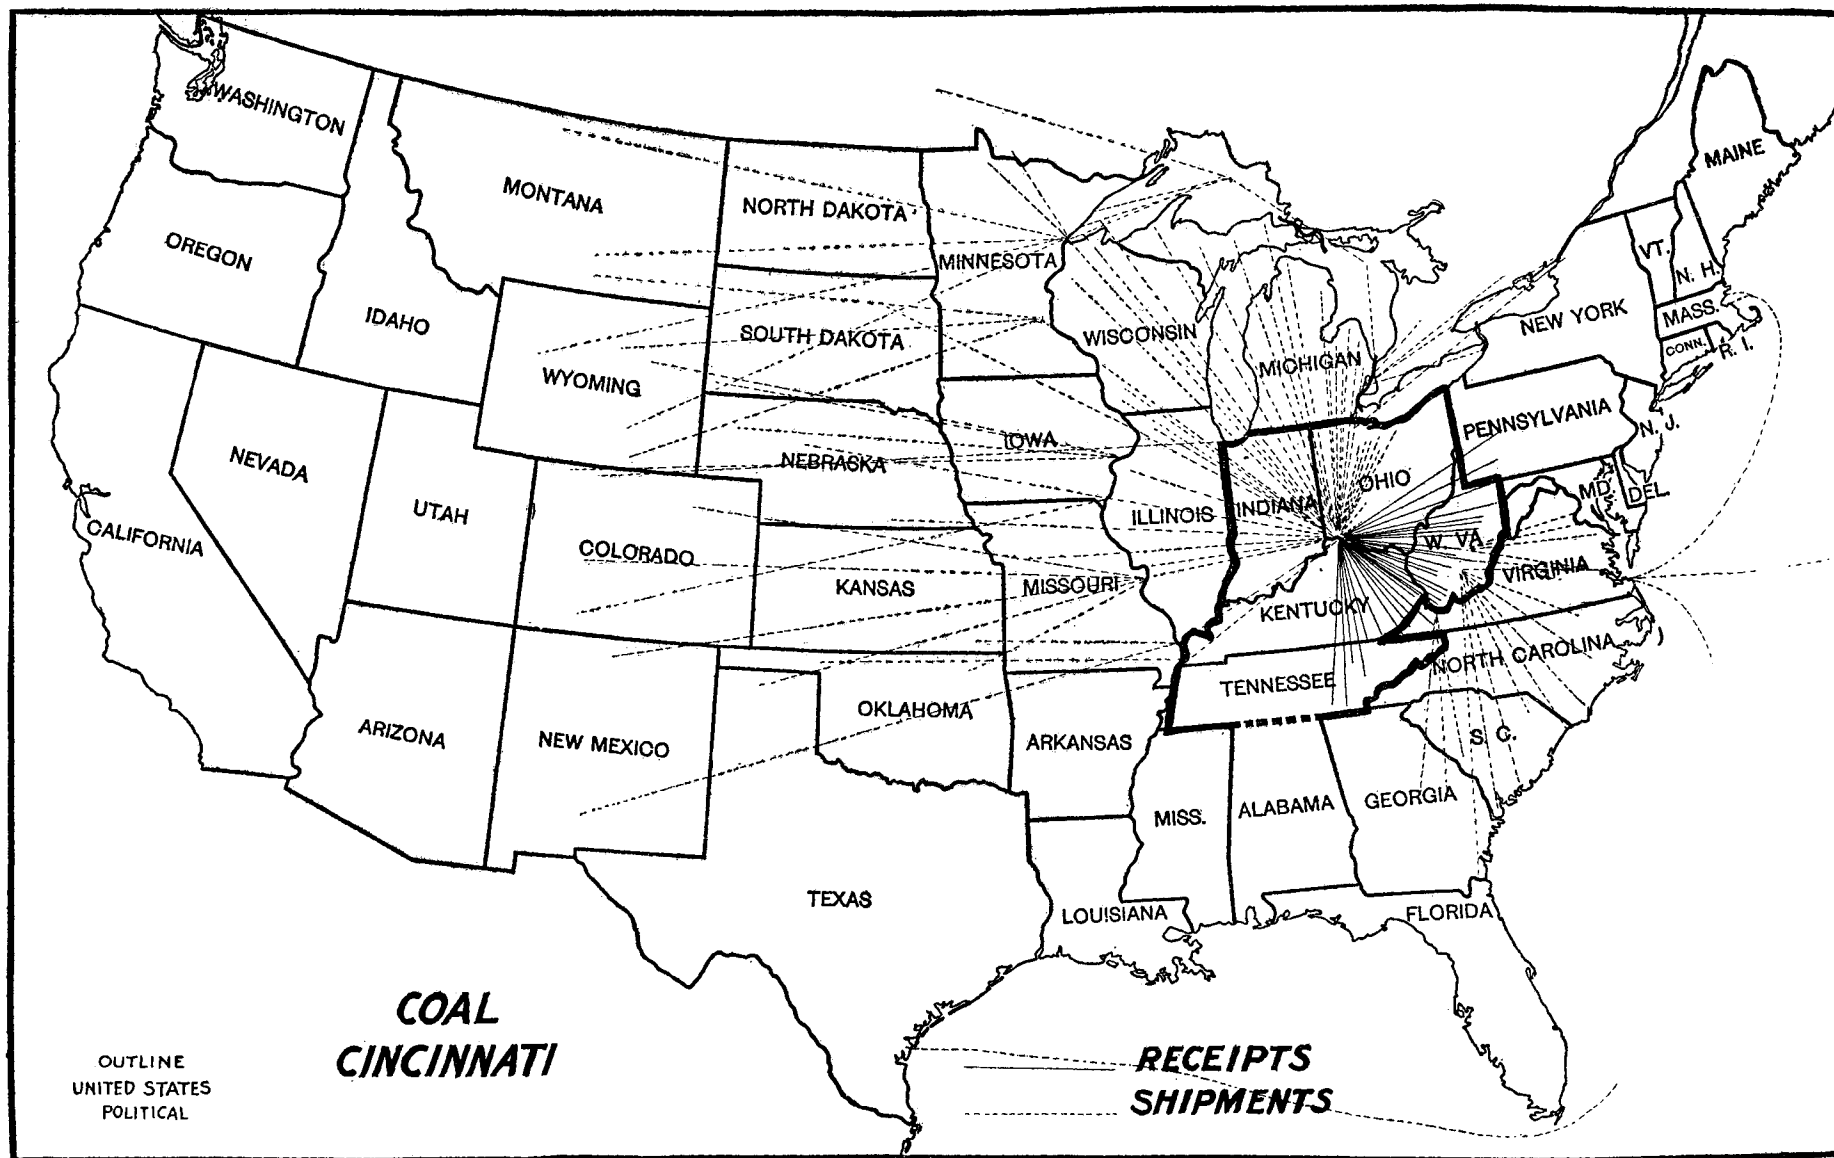 WASHINGTON
MAINE
MONTANA
NORTH DAKOTA
OREGON
MINNESOTA
VT.
N. H.
IDAHO
WISCONSIN
NEW YORK
MASS.
SOUTH DAKOTA
CONN.
R. I.
MICHIGAN
WYOMING
PENNSYLVANIA
N. J.
IOWA
NEVADA
NEBRASKA
OHIO
MD.
DEL.
UTAH
ILLINOIS
INDIANA
CALIFORNIA
COLORADO
W. VA.
VIRGINIA
KANSAS
MISSOURI
KENTUCKY
NORTH CAROLINA
TENNESSEE
OKLAHOMA
ARIZONA
NEW MEXICO
ARKANSAS
S. C.
MISS.
ALABAMA
GEORGIA
TEXAS
LOUISIANA
FLORIDA
COAL
CINCINNATI
OUTLINE
UNITED STATES
POLITICAL
RECEIPTS
SHIPMENTS